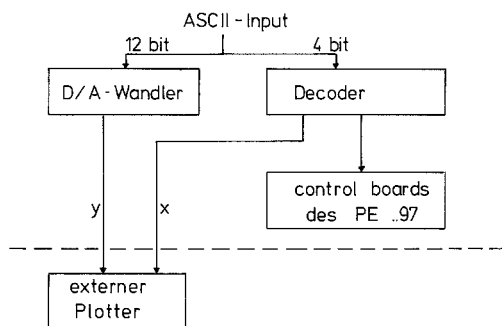 ASCII-Input
12 bit
4 bit
D/A-Wandler
Decoder
control boards
des PE ..97
y
x
externer
Plotter